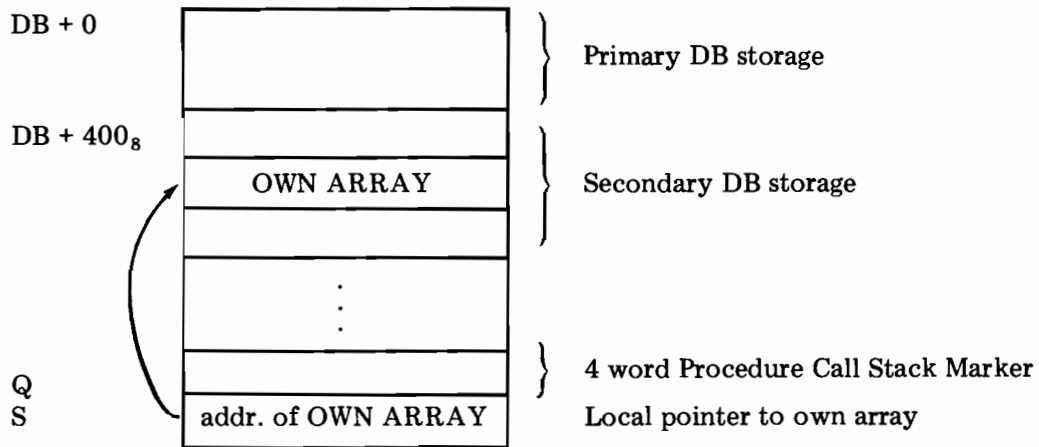 DB + 0
Primary DB storage
DB + 400₈
OWN ARRAY
Secondary DB storage
.
.
.
4 word Procedure Call Stack Marker
Q
S
addr. of OWN ARRAY
Local pointer to own array